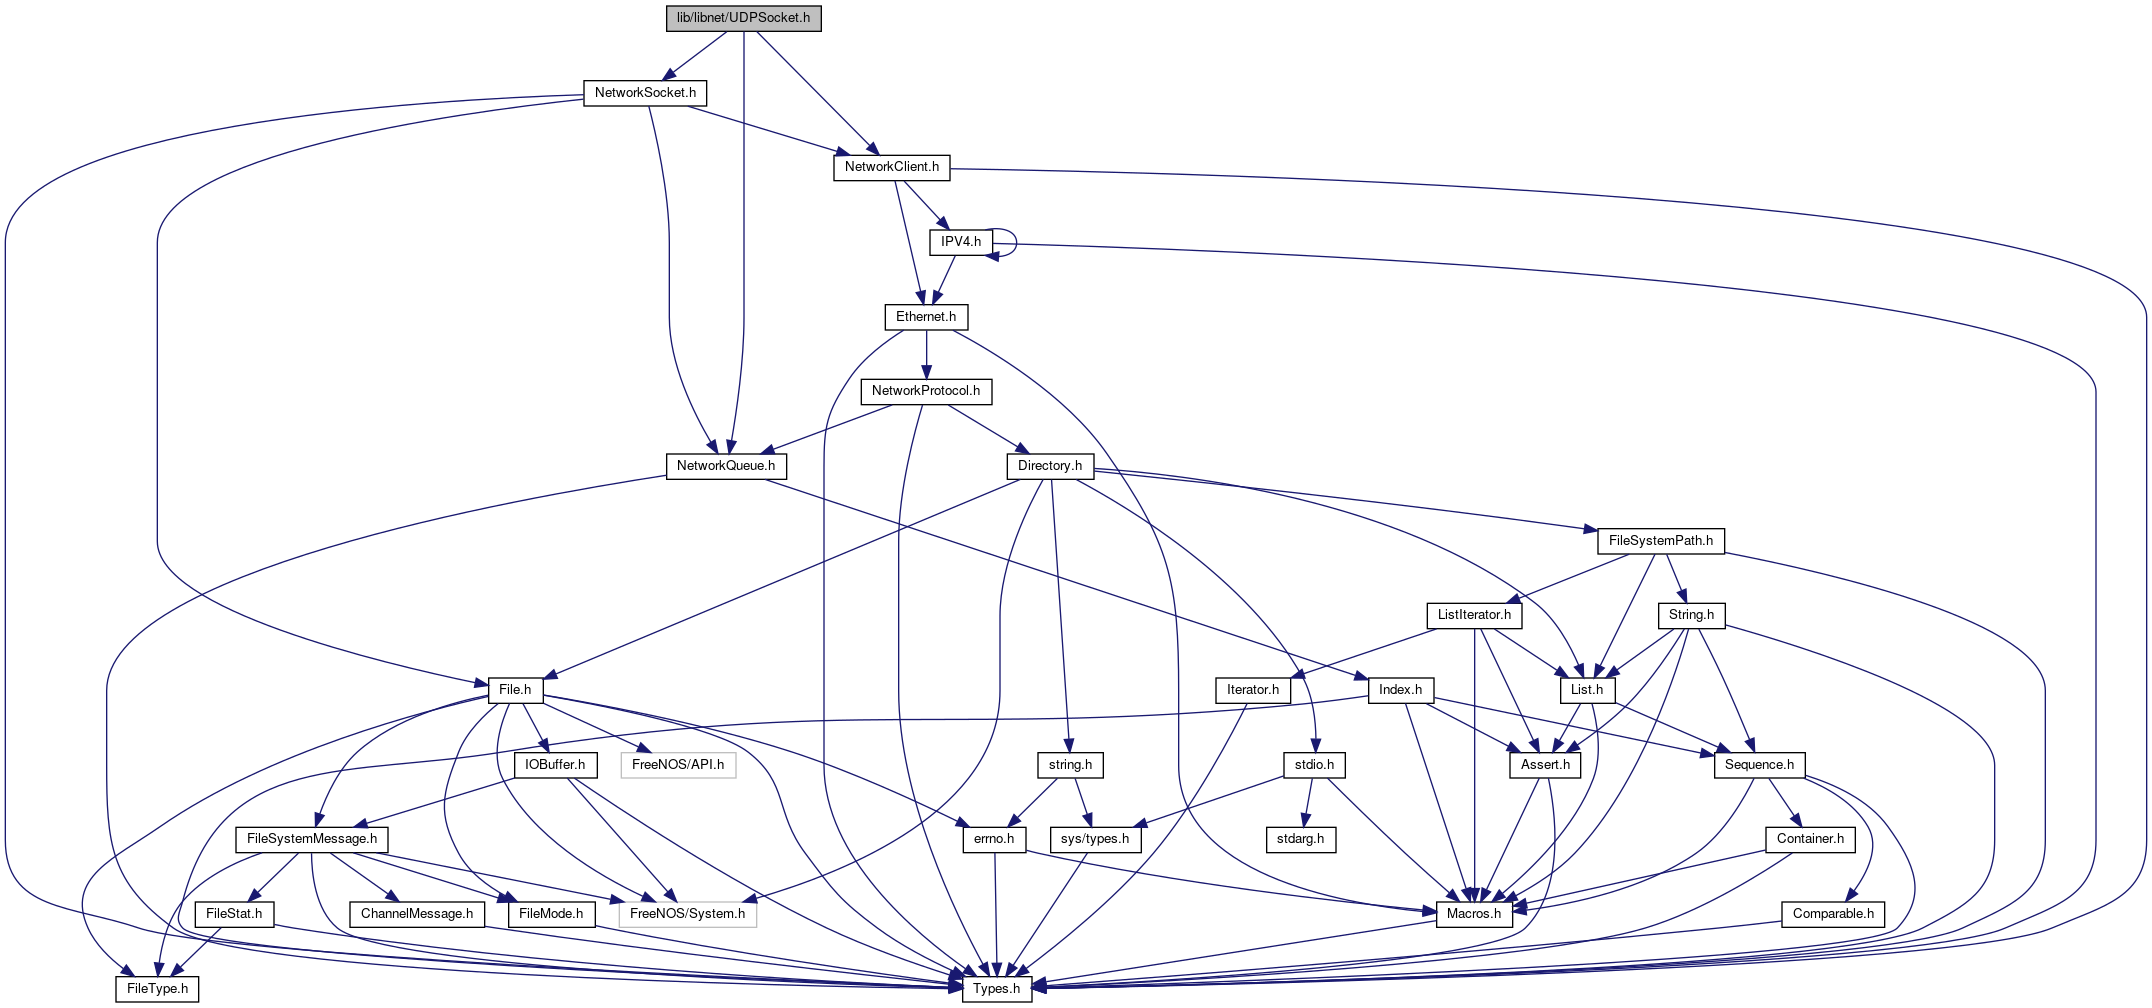 lib/libnet/UDPSocket.h
NetworkSocket.h
NetworkClient.h
IPV4.h
Ethernet.h
NetworkProtocol.h
NetworkQueue.h
Directory.h
FileSystemPath.h
ListIterator.h
String.h
File.h
Iterator.h
Index.h
List.h
IOBuffer.h
FreeNOS/API.h
string.h
stdio.h
Assert.h
Sequence.h
FileSystemMessage.h
errno.h
sys/types.h
stdarg.h
Container.h
FileStat.h
ChannelMessage.h
FileMode.h
FreeNOS/System.h
Macros.h
Comparable.h
FileType.h
Types.h